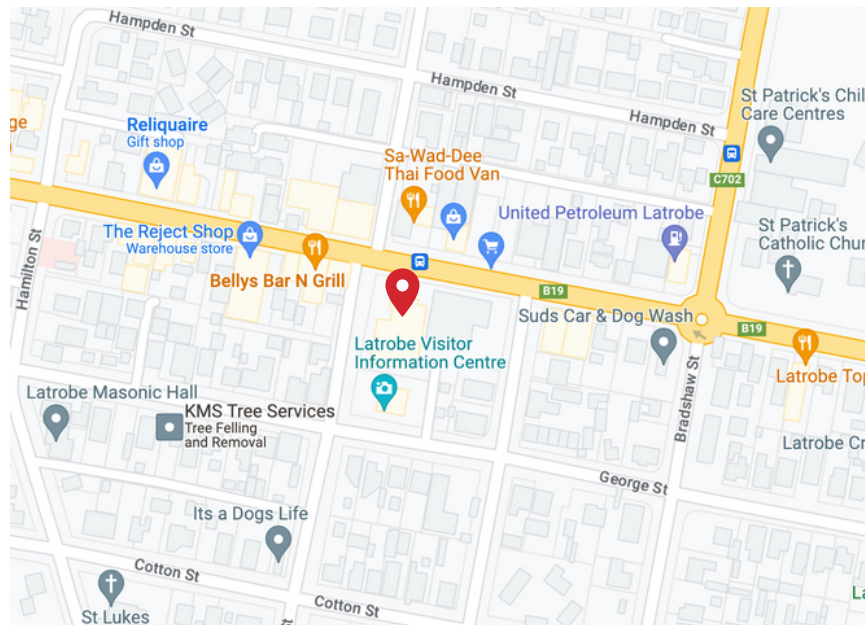 Hampden St
Hampden St
Hampden St
St Patrick's Chil
Care Centres
Reliquaire
Gift shop
ge
Sa-Wad-Dee
Thai Food Van
C702
United Petroleum Latrobe
St Patrick's
Catholic Chur
The Reject Shop
Warehouse store
Hamilton St
Bellys Bar N Grill
B19
Suds Car & Dog Wash
B19
Latrobe Visitor
Information Centre
Latrobe Top
Bradshaw St
Latrobe Masonic Hall
KMS Tree Services
Tree Felling
and Removal
Latrobe Cr
George St
Its a Dogs Life
Cotton St
Cotton St
St Lukes
La